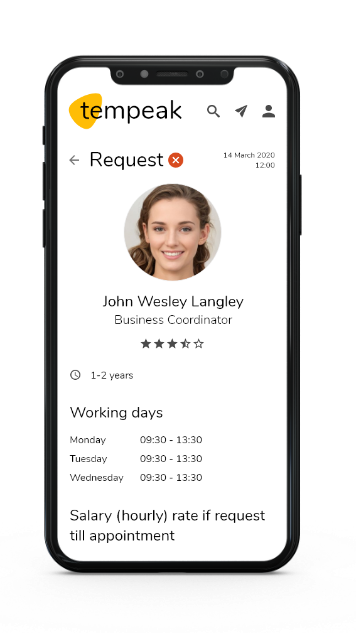 tempeak
Request
14 March 2020
12:00
John Wesley Langley
Business Coordinator
1-2 years
Working days
Monday 09:30 - 13:30
Tuesday 09:30 - 13:30
Wednesday 09:30 - 13:30
Salary (hourly) rate if request
till appointment